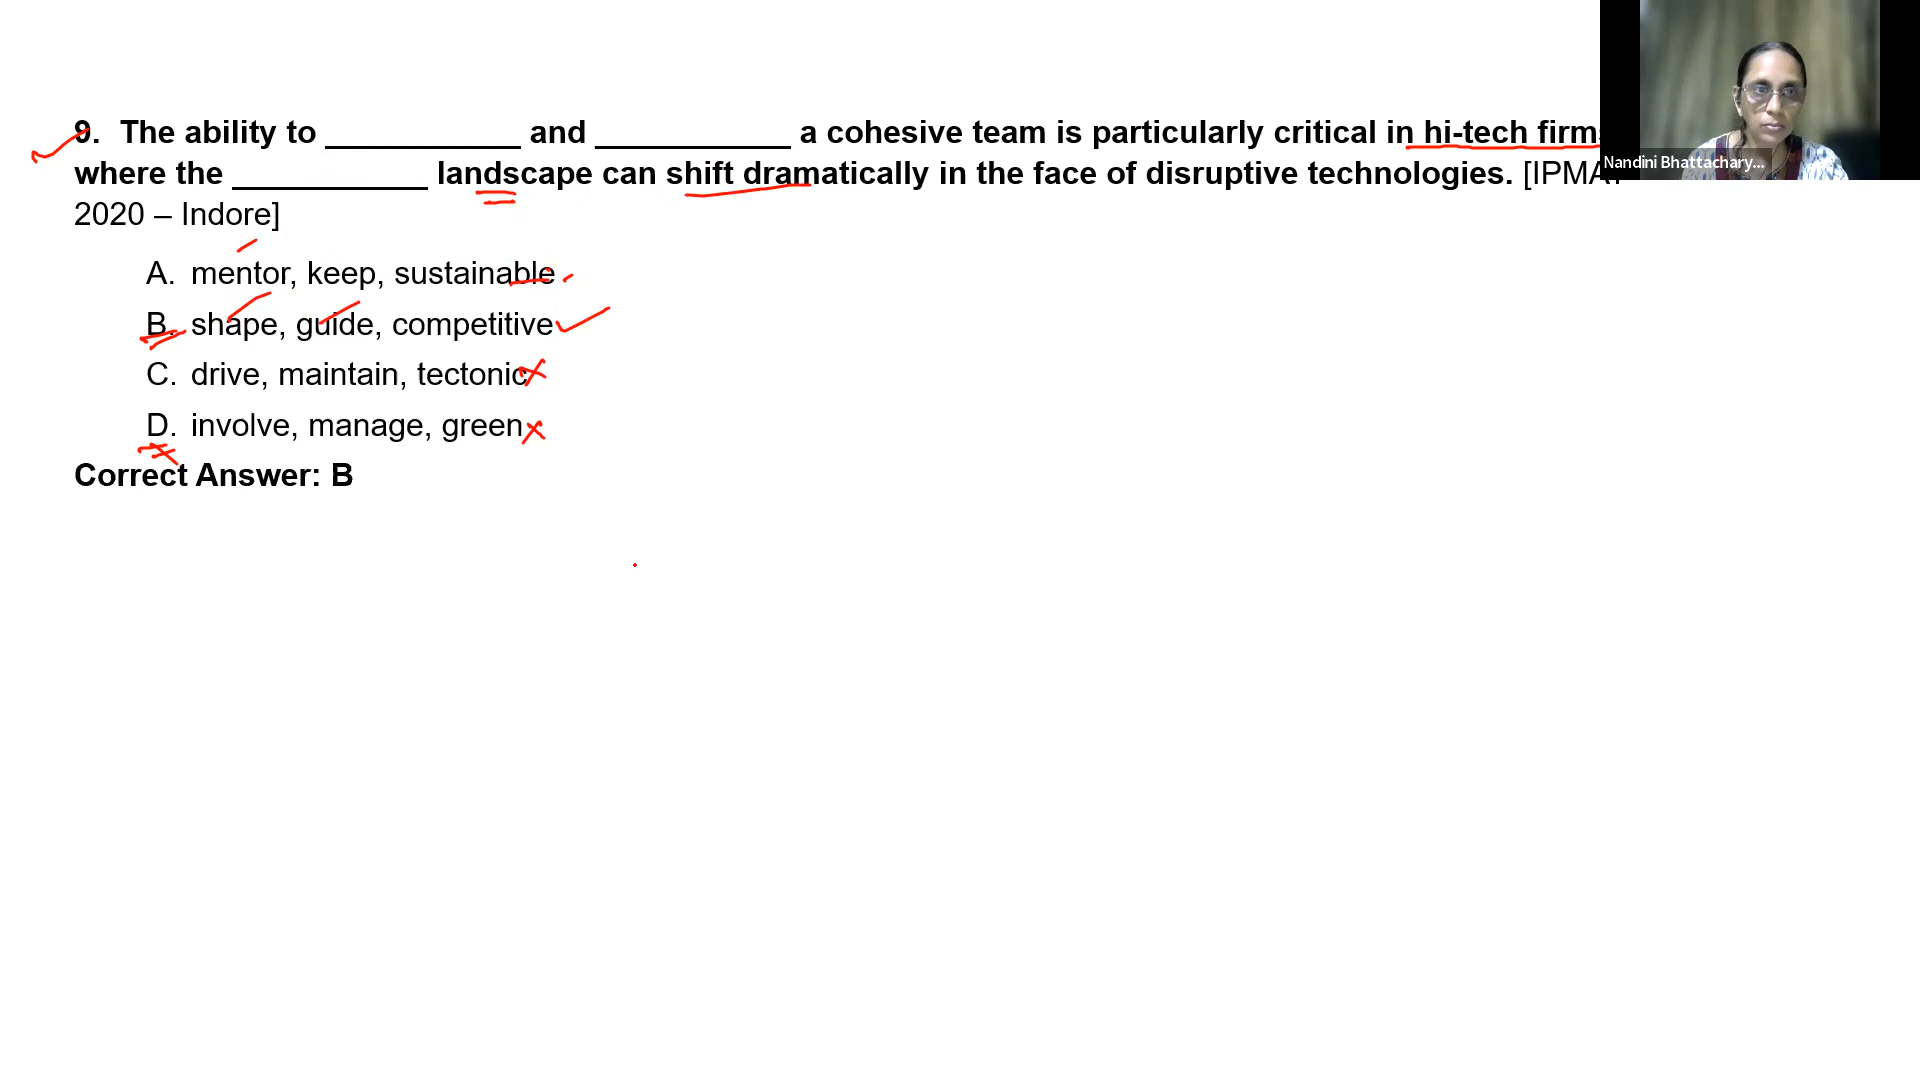 9. The ability to ___________ and ___________ a cohesive team is particularly critical in hi-tech firms
where the ___________ landscape can shift dramatically in the face of disruptive technologies. [IPMAT
2020 – Indore]
A. mentor, keep, sustainable
B. shape, guide, competitive
C. drive, maintain, tectonic
D. involve, manage, green
Correct Answer: B
Nandini Bhattachary...